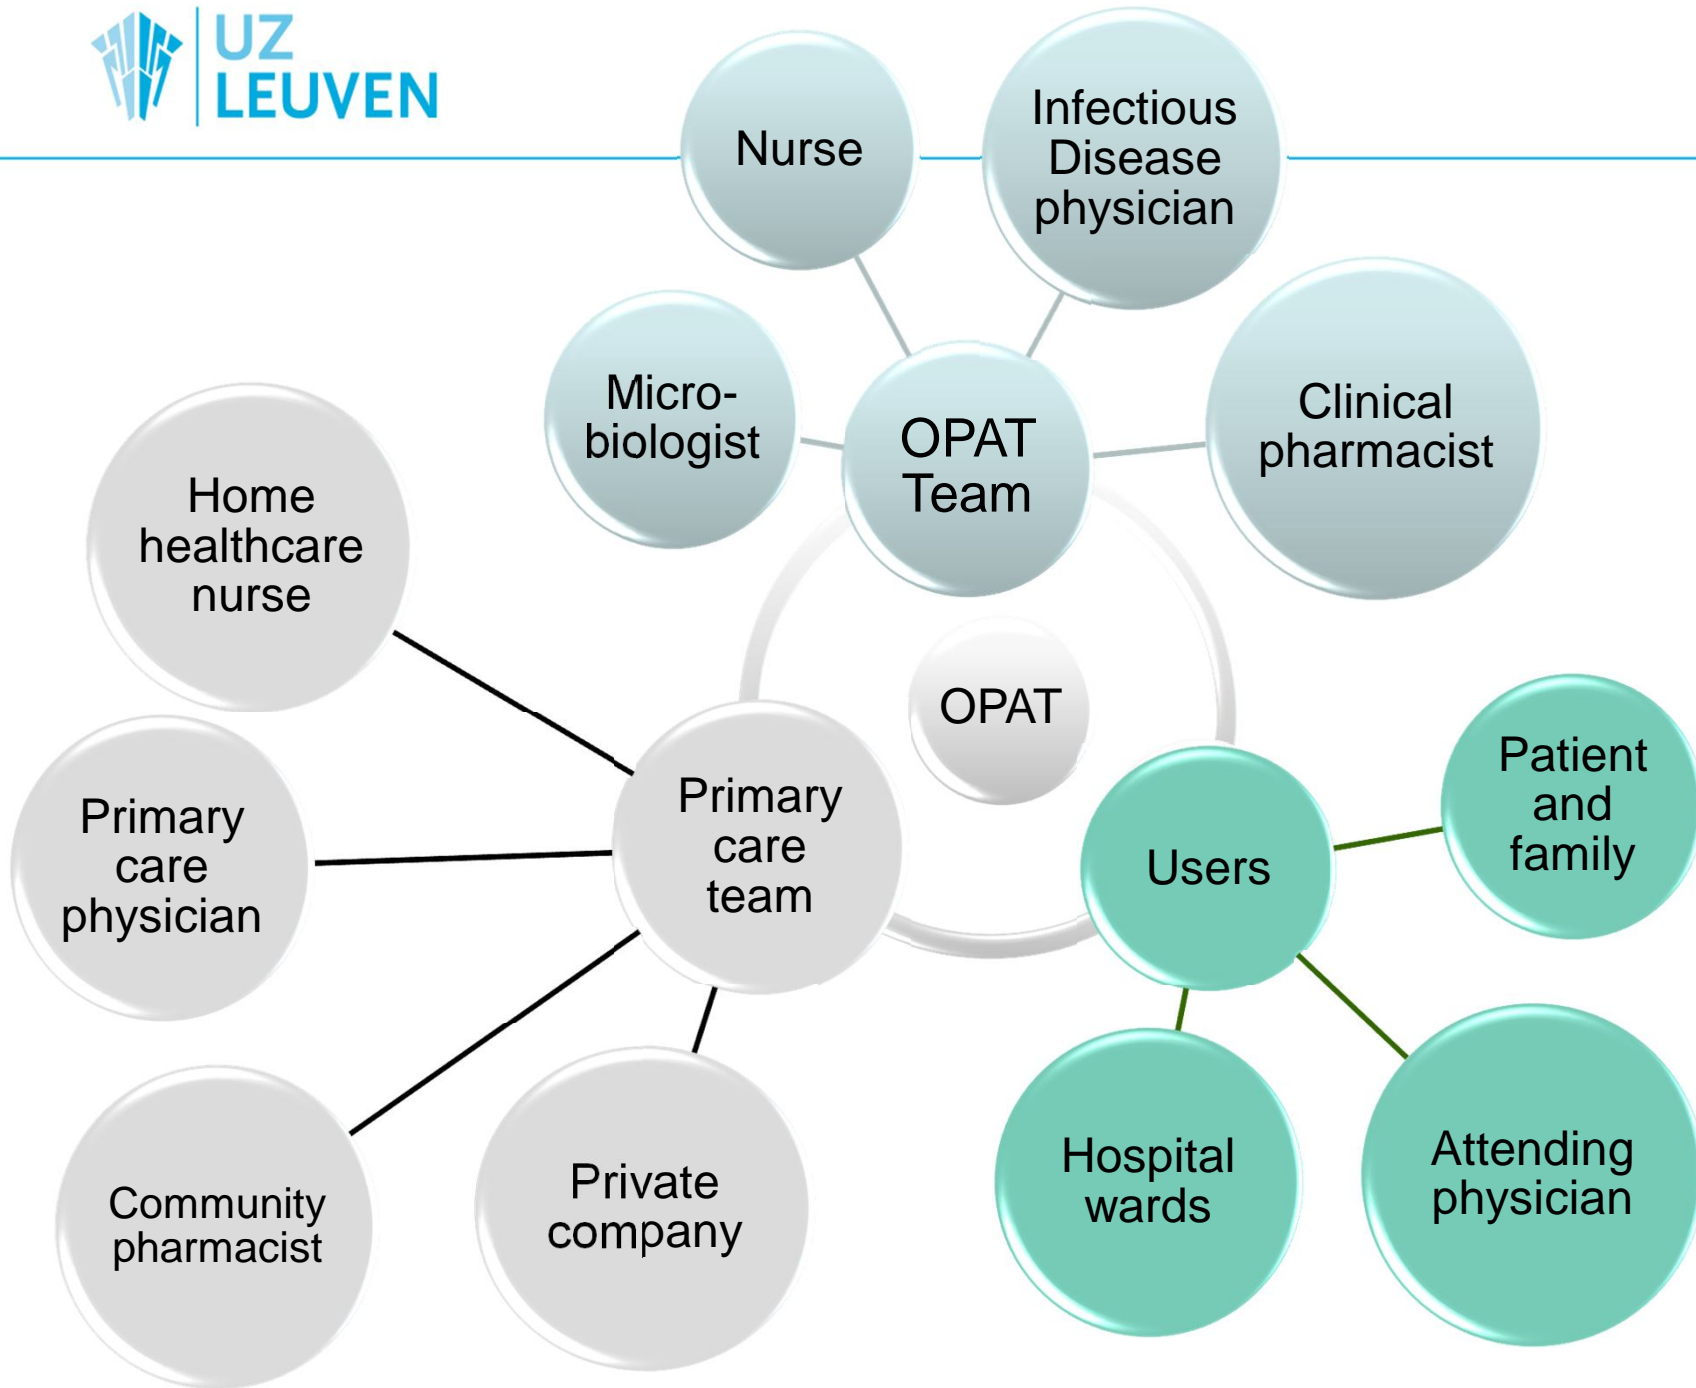 UZ
LEUVEN
Nurse
Infectious
Disease
physician
Micro-
biologist
OPAT
Team
Clinical
pharmacist
Home
healthcare
nurse
OPAT
Primary
care
physician
Primary
care
team
Users
Patient
and
family
Community
pharmacist
Private
company
Hospital
wards
Attending
physician